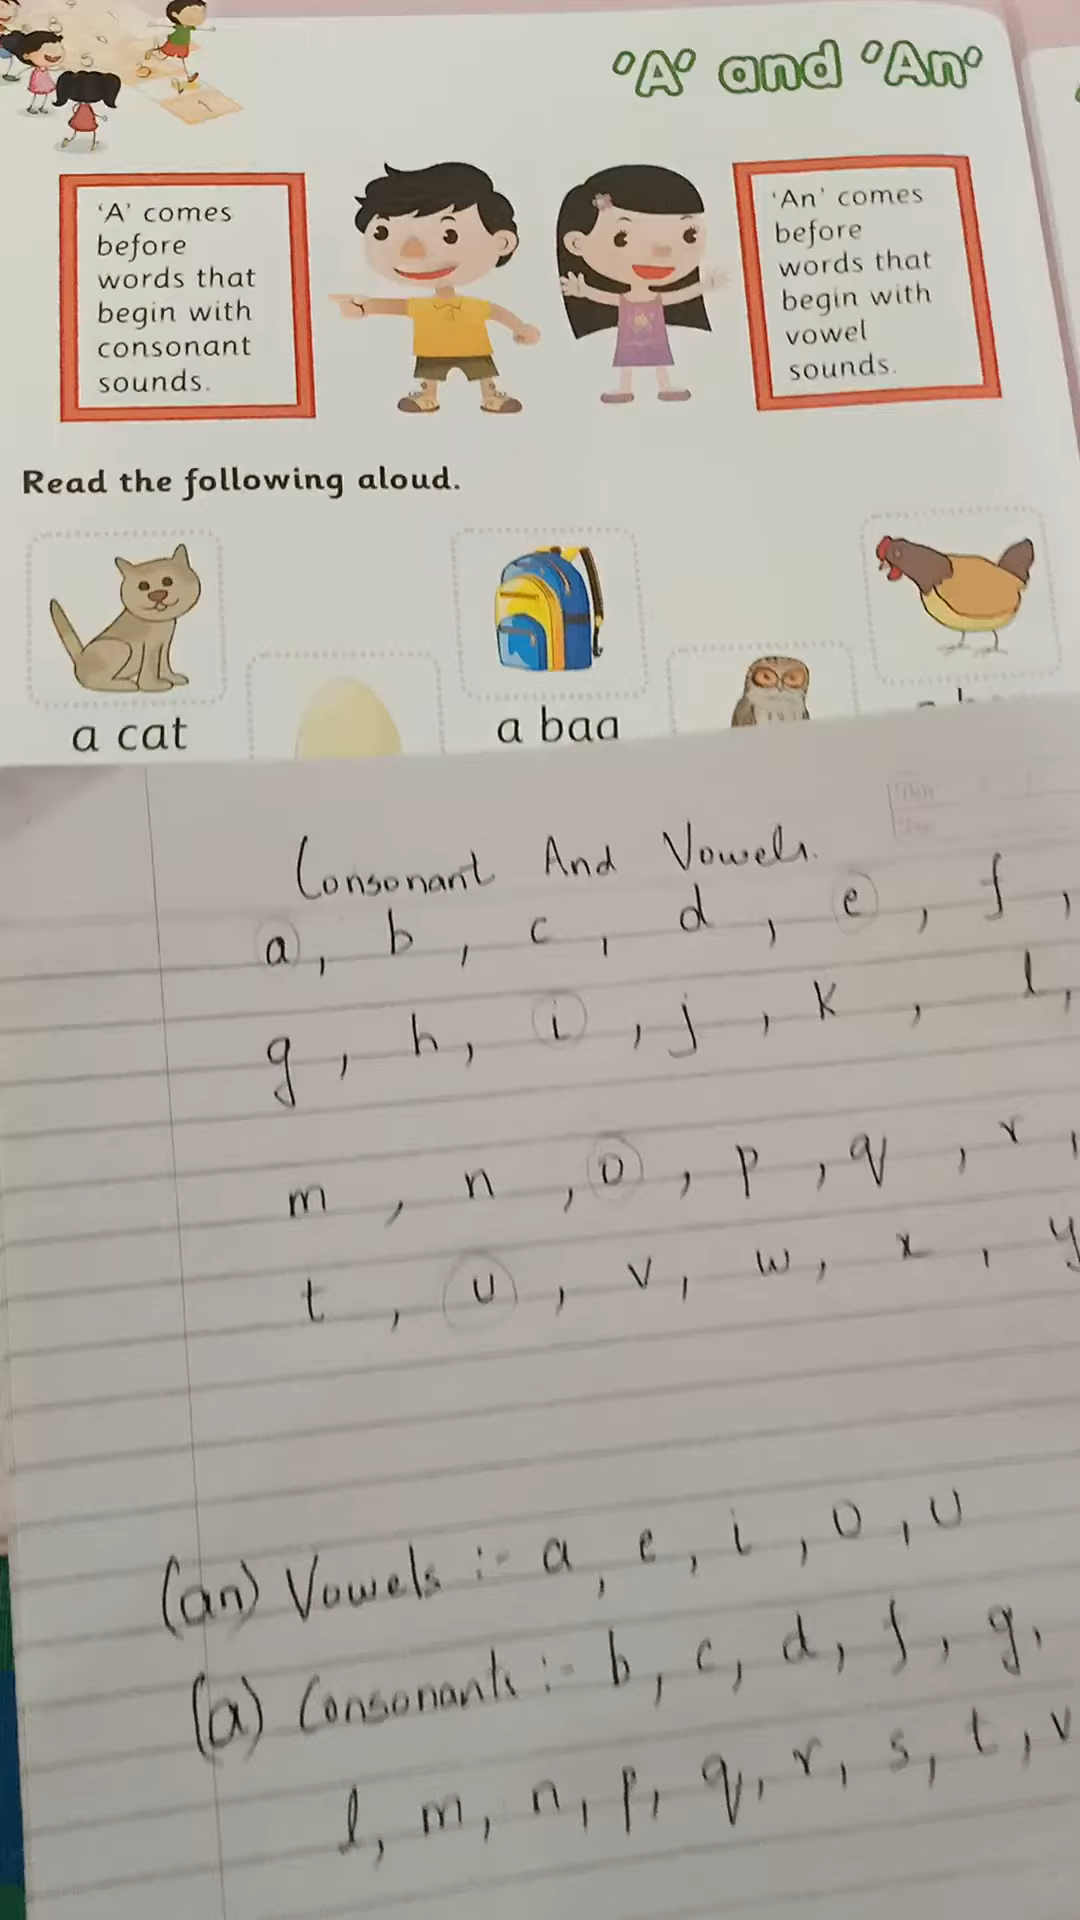 'A' and 'An'
'A' comes
before
words that
begin with
consonant
sounds.
'An' comes
before
words that
begin with
vowel
sounds.
Read the following aloud.
1
a cat
a bag
Consonant And Vowels.
a, b, c, d, e, f,
g, h, i, j, k, l,
m, n, o, p, q, r,
t, u, v, w, x, y
(an) Vowels :- a, e, i, o, u
(a) Consonants :- b, c, d, f, g,
l, m, n, p, q, r, s, t, v